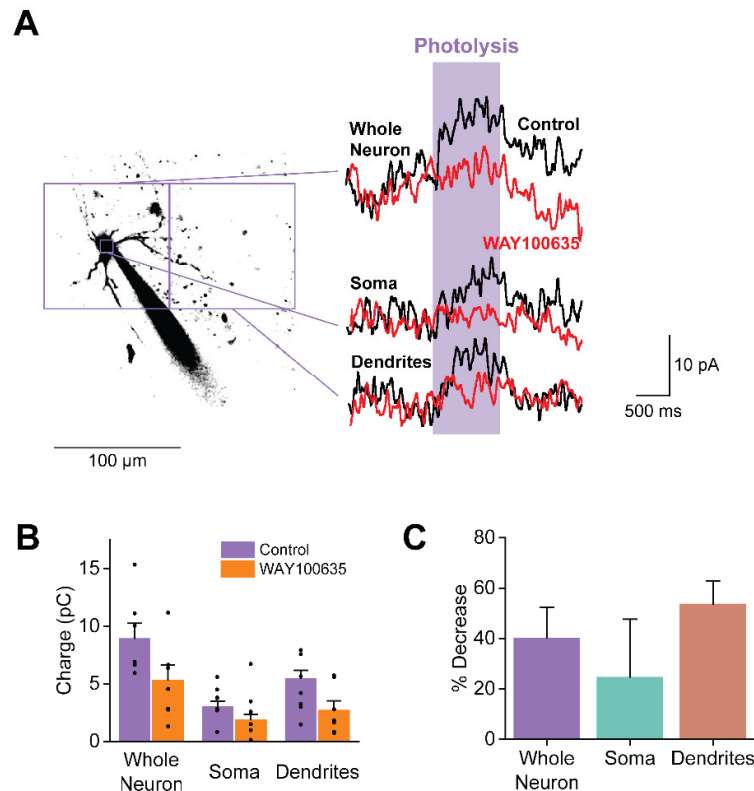 A
Photolysis
Whole
Neuron
Control
WAY100635
Soma
Dendrites
10 pA
500 ms
100 μm
B
Control
WAY100635
Charge (pC)
15
10
5
0
Whole
Neuron
Soma
Dendrites
C
% Decrease
80
60
40
20
0
Whole
Neuron
Soma
Dendrites